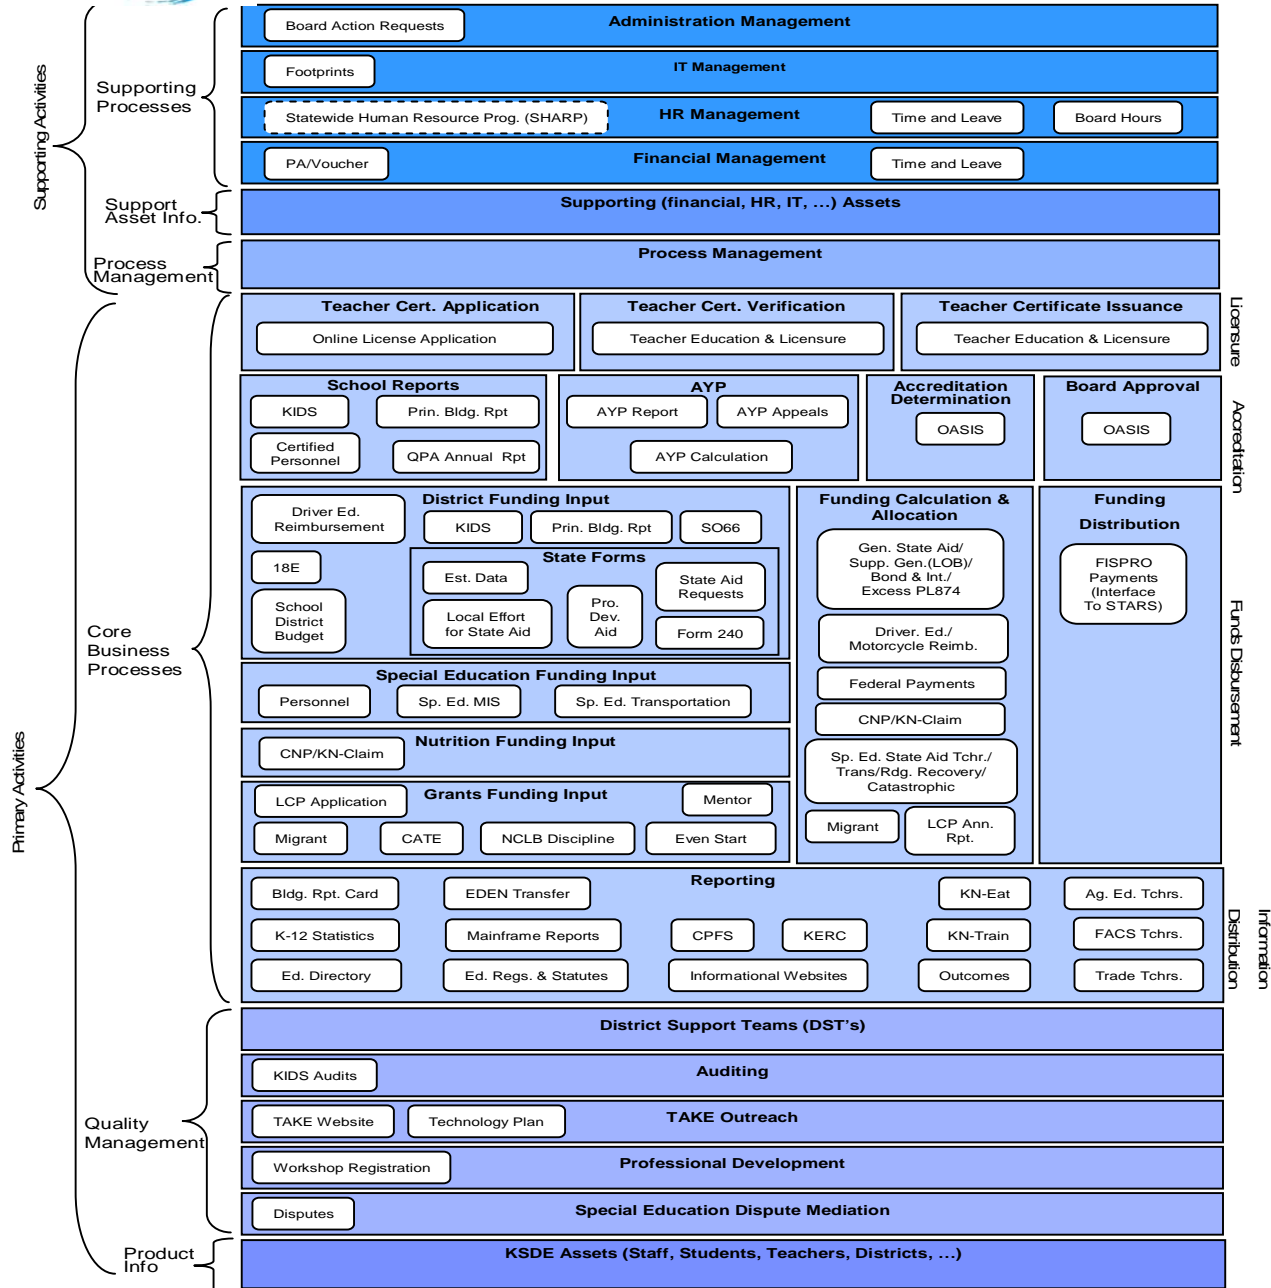 Administration Management
Board Action Requests
IT Management
Footprints
HR Management
Statewide Human Resource Prog. (SHARP)
Time and Leave
Board Hours
Financial Management
PA/Voucher
Time and Leave
Supporting
Processes
Supporting Activities
Support
Asset Info.
Supporting (financial, HR, IT, ...) Assets
Process
Management
Process Management
Teacher Cert. Application
Online License Application
Teacher Cert. Verification
Teacher Education & Licensure
Teacher Certificate Issuance
Teacher Education & Licensure
Licensure
School Reports
KIDS
Prin. Bldg. Rpt
Certified
Personnel
QPA Annual  Rpt
AYP
AYP Report
AYP Appeals
AYP Calculation
Accreditation
Determination
OASIS
Board Approval
OASIS
Accreditation
District Funding Input
Driver Ed.
Reimbursement
KIDS
Prin. Bldg. Rpt
SO66
18E
School
District
Budget
State Forms
Est. Data
Local Effort
for State Aid
Pro.
Dev.
Aid
State Aid
Requests
Form 240
Special Education Funding Input
Personnel
Sp. Ed. MIS
Sp. Ed. Transportation
Nutrition Funding Input
CNP/KN-Claim
Grants Funding Input
LCP Application
Mentor
Migrant
CATE
NCLB Discipline
Even Start
Funding Calculation &
Allocation
Gen. State Aid/
Supp. Gen.(LOB)/
Bond & Int./
Excess PL874
Driver. Ed./
Motorcycle Reimb.
Federal Payments
CNP/KN-Claim
Sp. Ed. State Aid Tchr./
Trans/Rdg. Recovery/
Catastrophic
Migrant
LCP Ann.
Rpt.
Funding
Distribution
FISPRO
Payments
(Interface
To STARS)
Funds Disbursement
Core
Business
Processes
Primary Activities
Reporting
Bldg. Rpt. Card
EDEN Transfer
KN-Eat
Ag. Ed. Tchrs.
K-12 Statistics
Mainframe Reports
CPFS
KERC
KN-Train
FACS Tchrs.
Ed. Directory
Ed. Regs. & Statutes
Informational Websites
Outcomes
Trade Tchrs.
Information
Distribution
District Support Teams (DST's)
Auditing
KIDS Audits
TAKE Outreach
TAKE Website
Technology Plan
Quality
Management
Professional Development
Workshop Registration
Special Education Dispute Mediation
Disputes
Product
Info
KSDE Assets (Staff, Students, Teachers, Districts, ...)